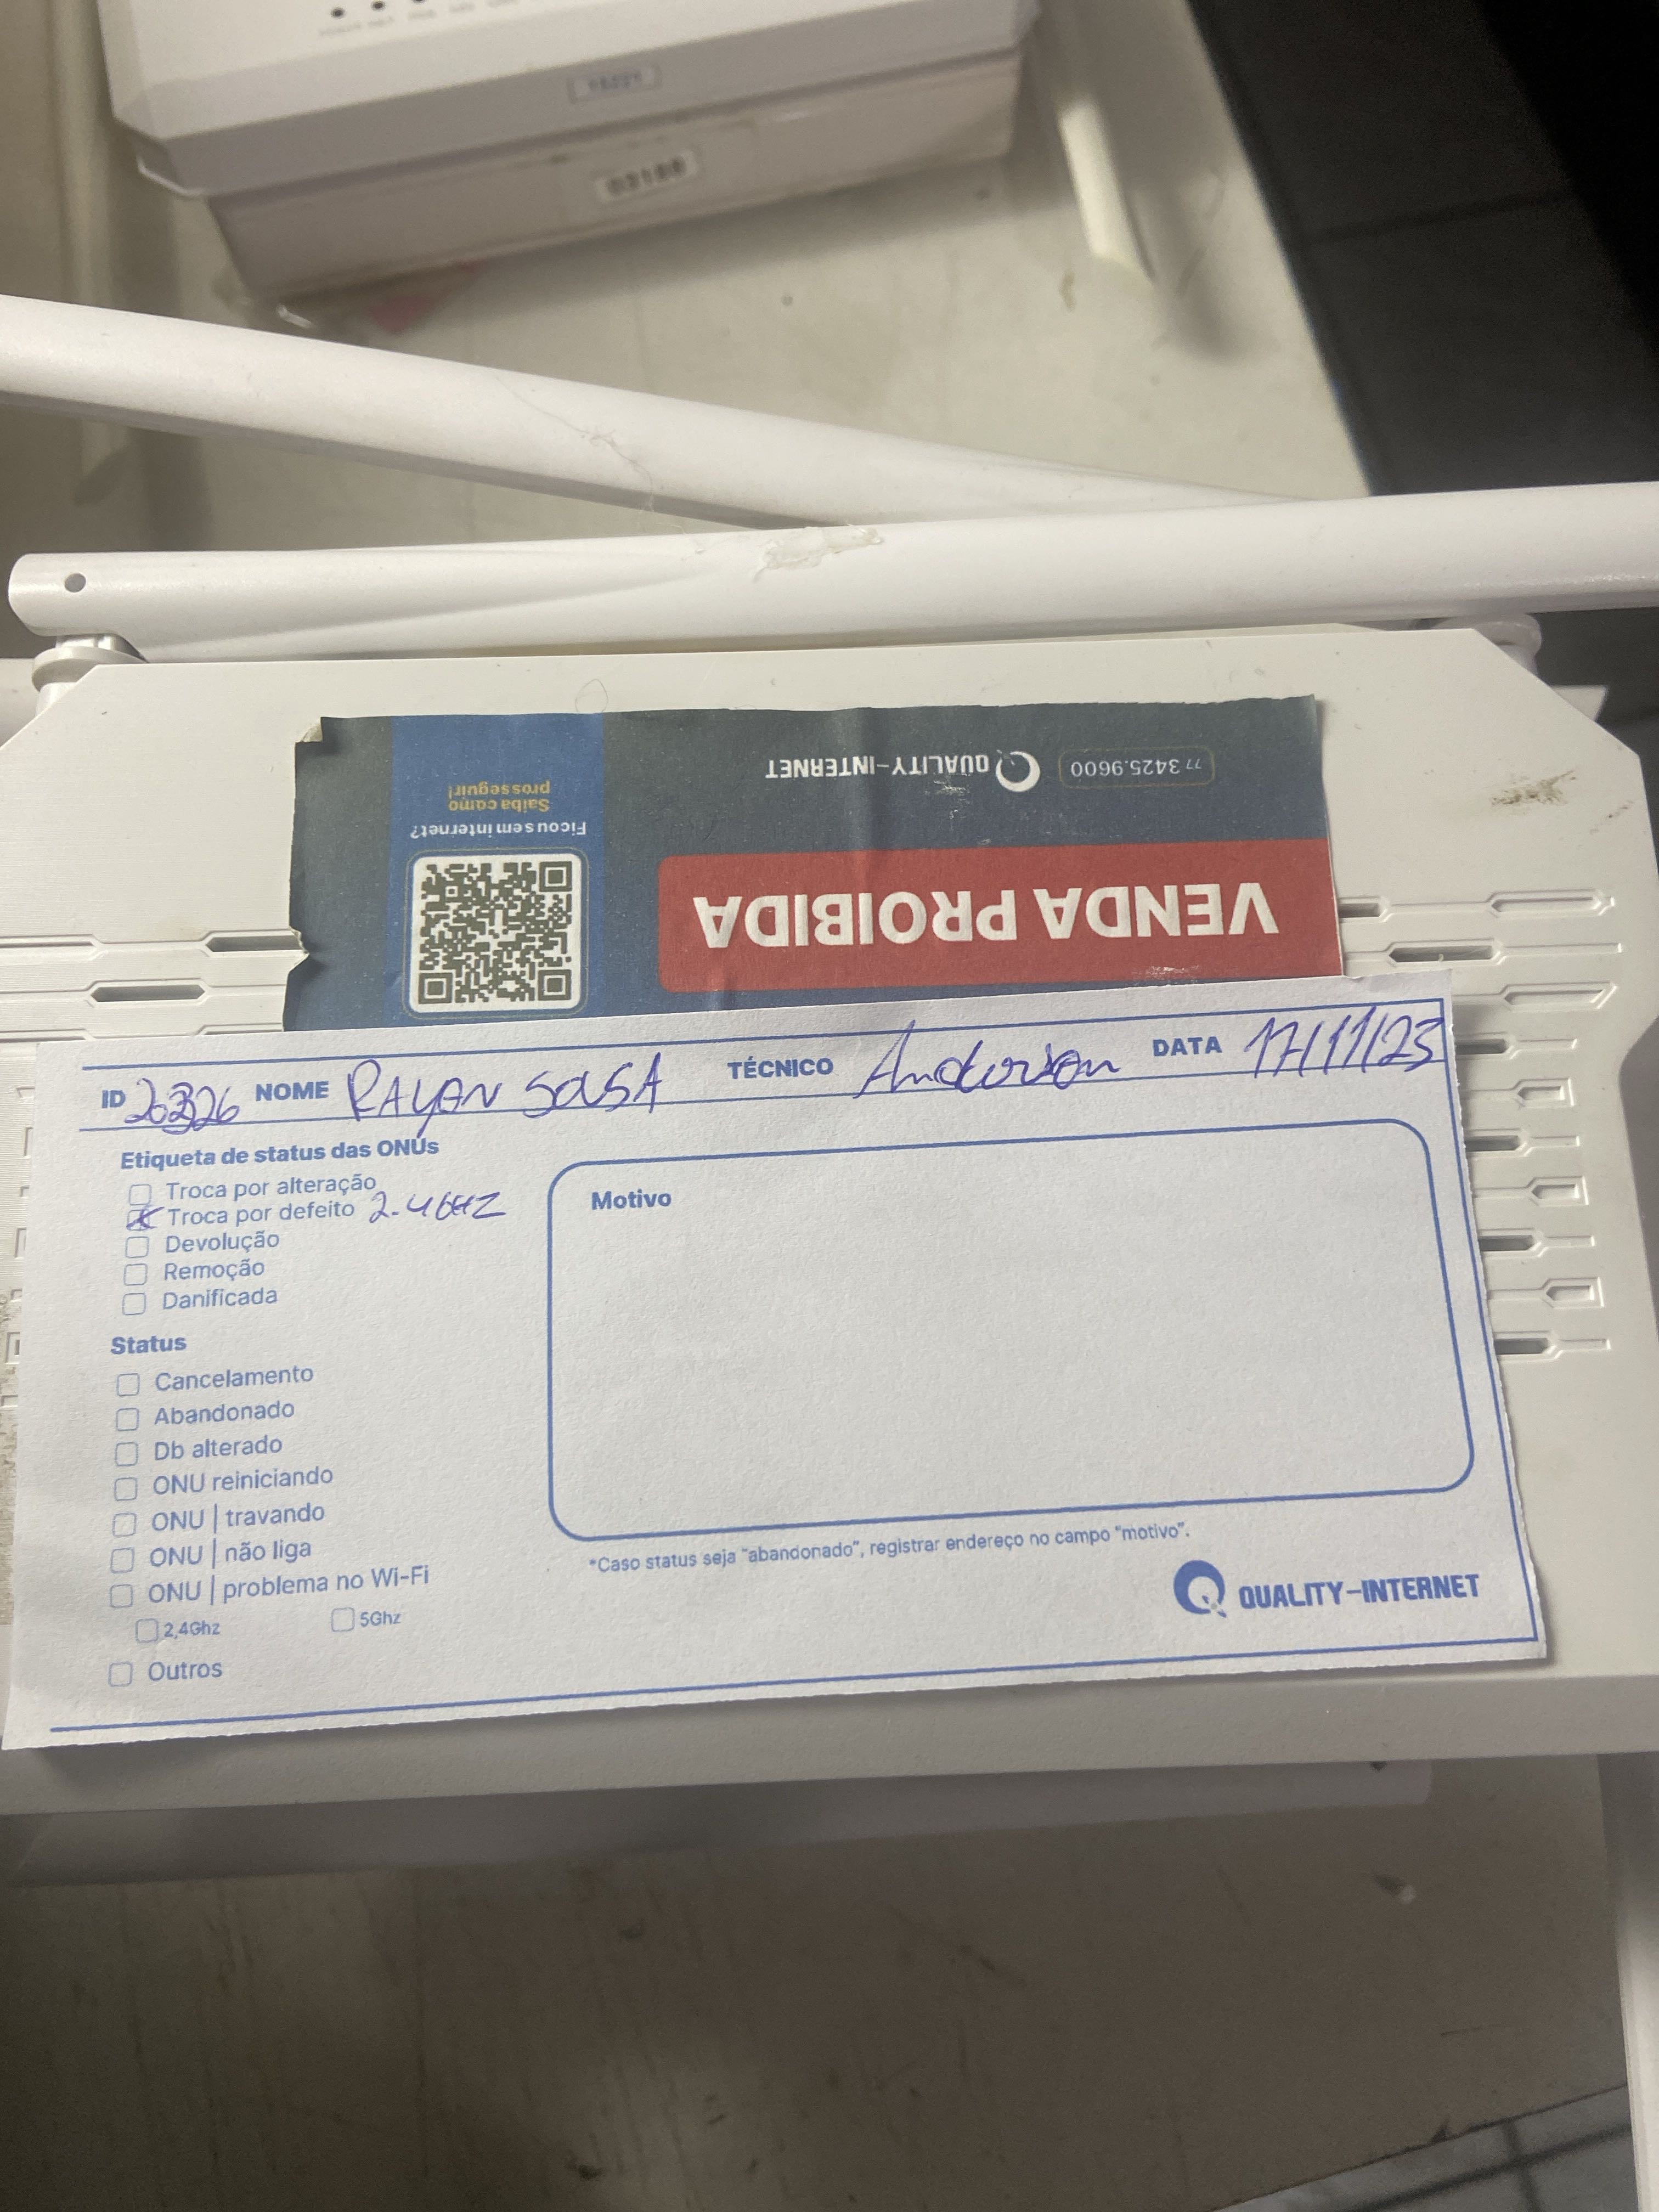 03188
77 3425.9600
QUALITY-INTERNET
VENDA PROIBIDA
Ficou sem internet?
Saiba como
prosseguir!
ID 26326 NOME RAYAN SOUSA TÉCNICO Anderson DATA 17/11/25
Etiqueta de status das ONUs
Troca por alteração
Troca por defeito 2.4GHZ
Devolução
Remoção
Danificada
Status
Cancelamento
Abandonado
Db alterado
ONU reiniciando
ONU | travando
ONU | não liga
ONU | problema no Wi-Fi
2,4Ghz 5Ghz
Outros
Motivo
*Caso status seja "abandonado", registrar endereço no campo "motivo".
QUALITY-INTERNET